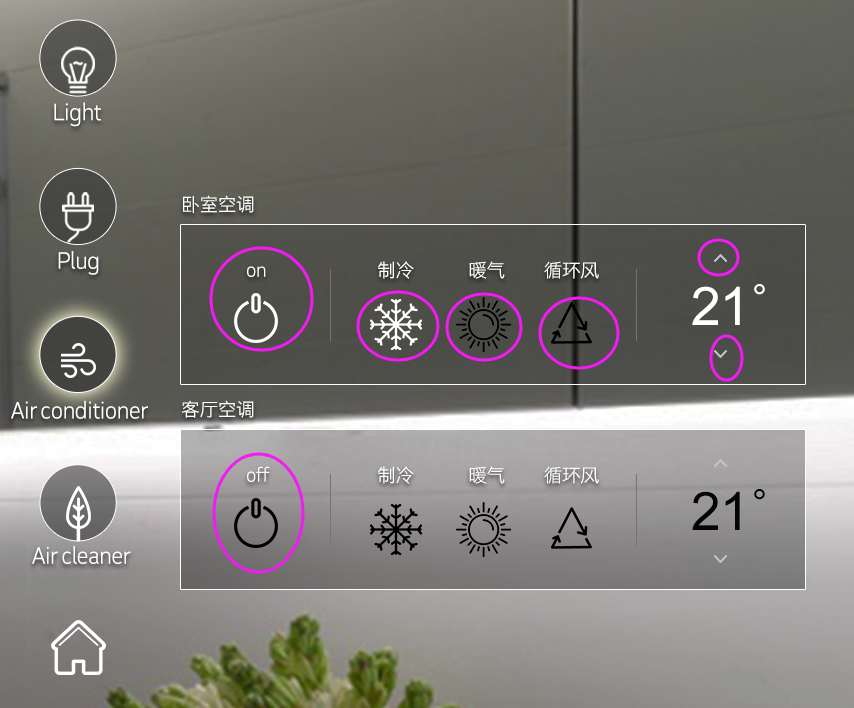 Light
Plug
Air conditioner
Air cleaner
卧室空调
on
制冷
暖气
循环风
21°
客厅空调
off
制冷
暖气
循环风
21°